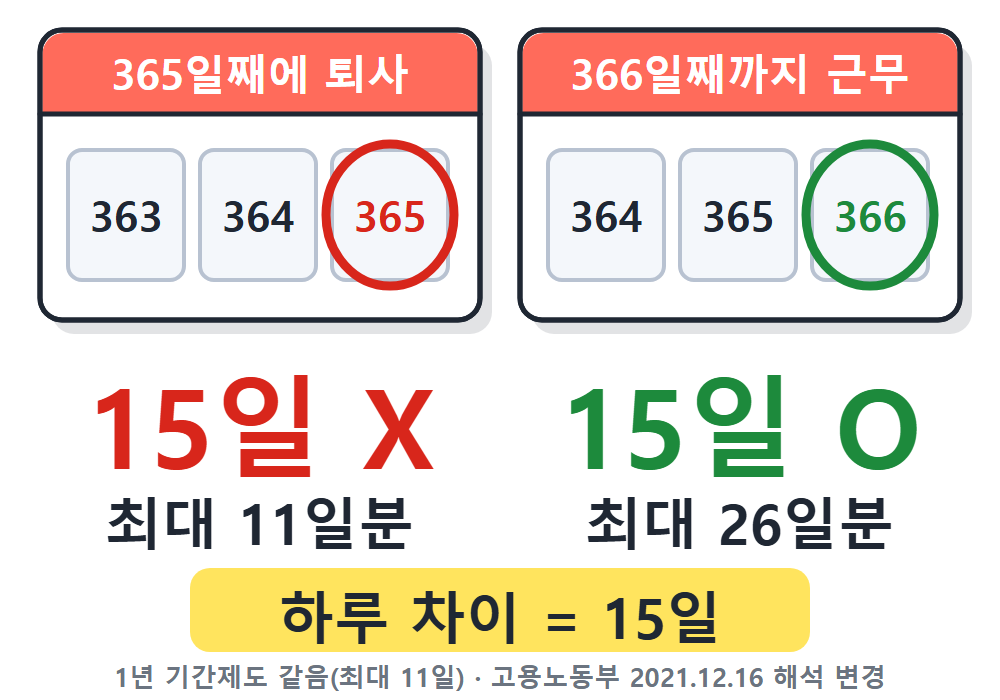 365일째에 퇴사
366일째까지 근무
363 364 365
364 365 366
15일 X
15일 O
최대 11일분
최대 26일분
하루 차이 = 15일
1년 기간제도 같음(최대 11일) · 고용노동부 2021.12.16 해석 변경